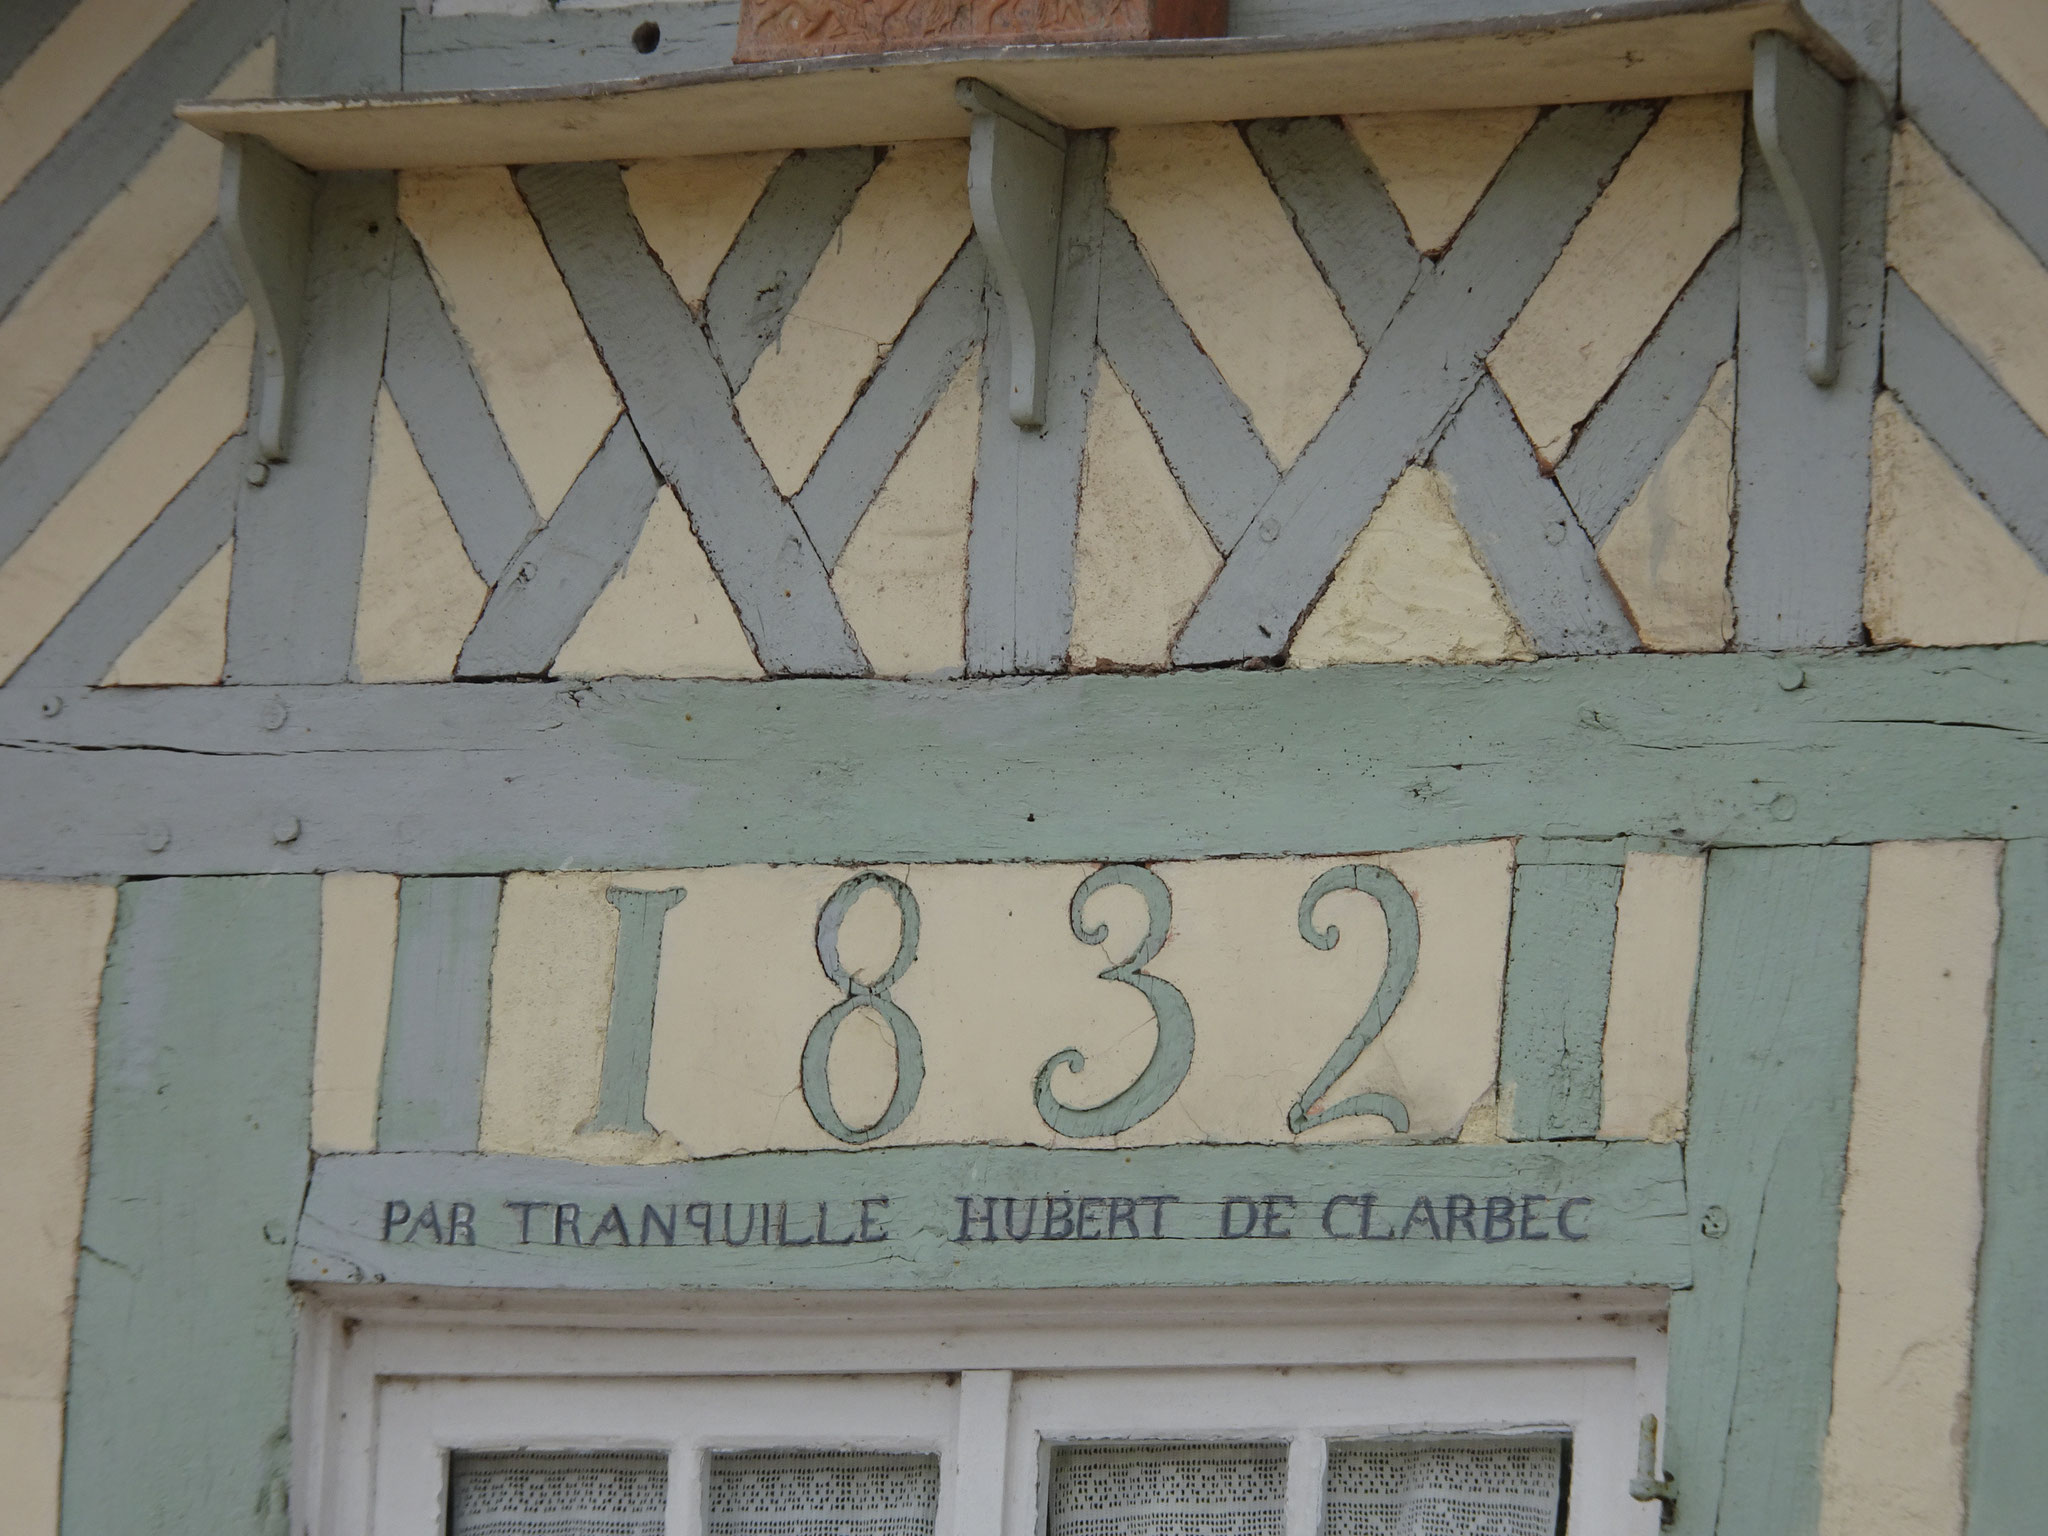 1832
PAR TRANQUILLE HUBERT DE CLARBEC